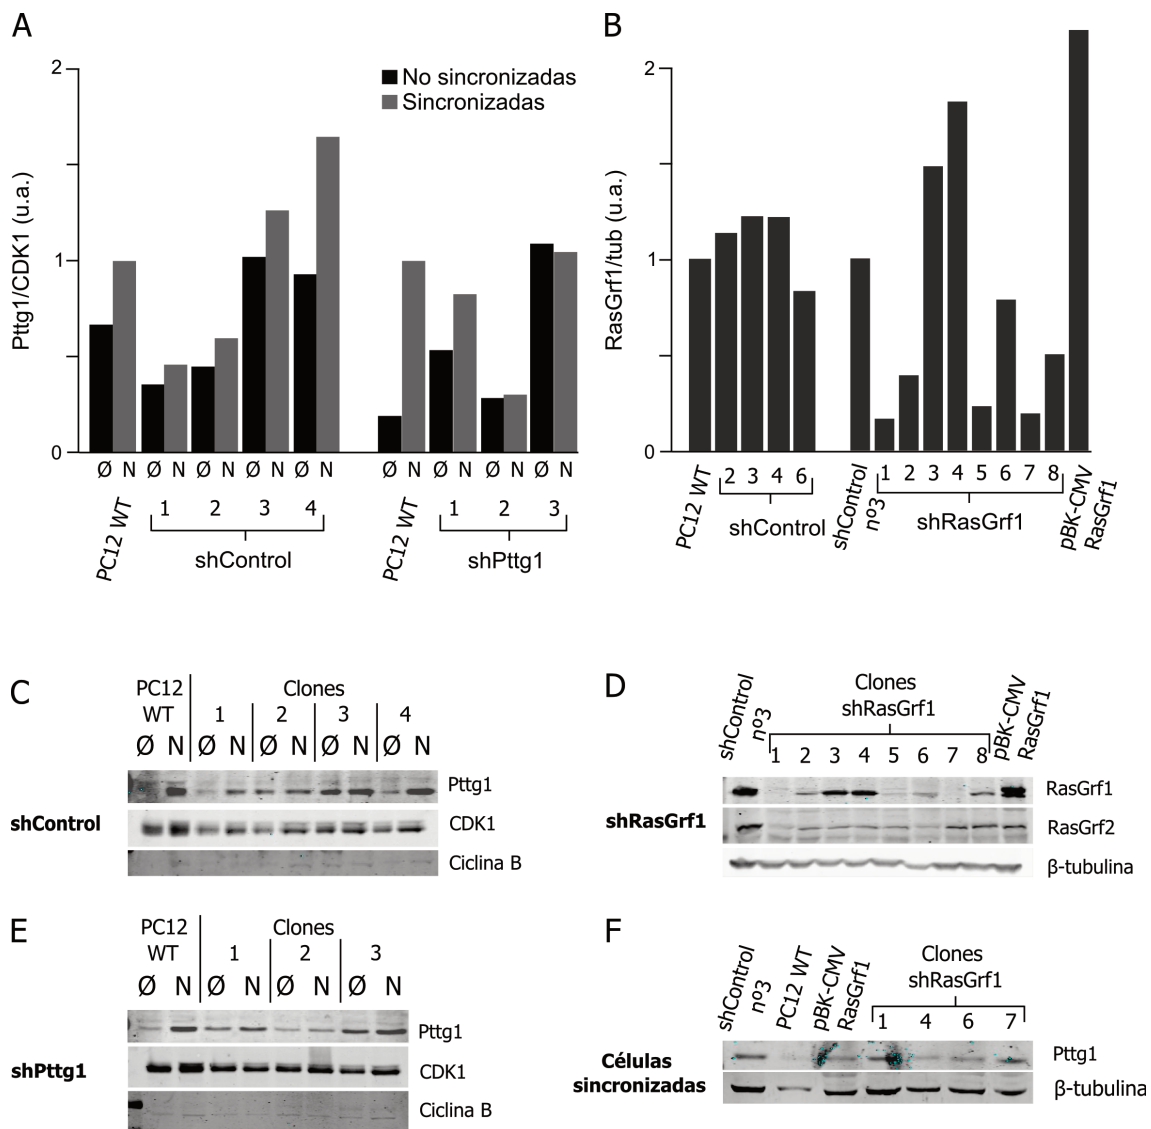 A
2
1
0
Pttg1/CDK1 (u.a.)
No sincronizadas
Sincronizadas
Ø N Ø N Ø N Ø N Ø N Ø N Ø N Ø N Ø N
PC12 WT
1 2 3 4
shControl
PC12 WT
1 2 3
shPttg1
B
2
1
0
RasGrf1/tub (u.a.)
PC12 WT
2 3 4 6
shControl
shControl
nº3
1 2 3 4 5 6 7 8
shRasGrf1
pBK-CMV
RasGrf1
C
PC12
WT
Clones
1 2 3 4
Ø N Ø N Ø N Ø N Ø N
shControl
Pttg1
CDK1
Ciclina B
D
shControl
nº3
Clones
shRasGrf1
1 2 3 4 5 6 7 8
pBK-CMV
RasGrf1
shRasGrf1
RasGrf1
RasGrf2
β-tubulina
E
PC12
WT
Clones
1 2 3
Ø N Ø N Ø N Ø N
shPttg1
Pttg1
CDK1
Ciclina B
F
shControl
nº3
PC12 WT
pBK-CMV
RasGrf1
Clones
shRasGrf1
1 4 6 7
Células
sincronizadas
Pttg1
β-tubulina